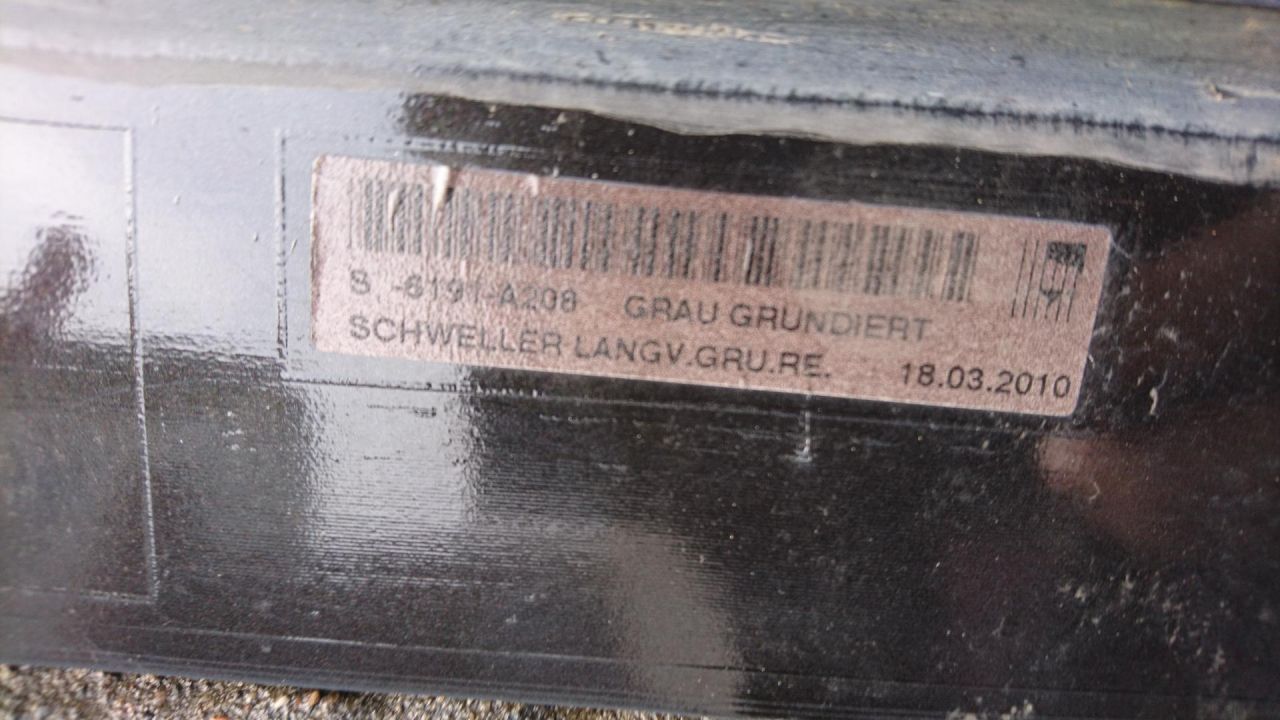 S -6191-A208 GRAU GRUNDIERT
SCHWELLER LANGV.GRU.RE. 18.03.2010